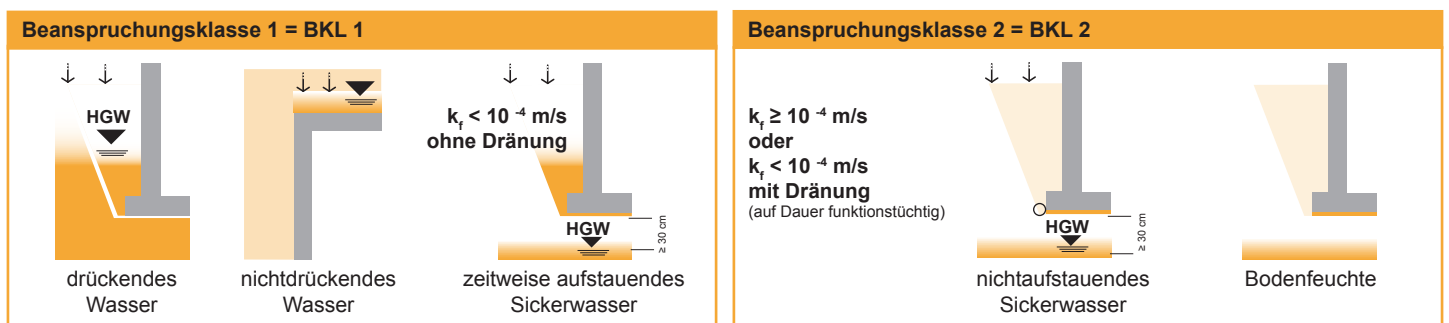 Beanspruchungsklasse 1 = BKL 1
HGW
drückendes
Wasser
nichtdrückendes
Wasser
k_f < 10 ⁻⁴ m/s
ohne Dränung
HGW
≥ 30 cm
zeitweise aufstauendes
Sickerwasser
Beanspruchungsklasse 2 = BKL 2
k_f ≥ 10 ⁻⁴ m/s
oder
k_f < 10 ⁻⁴ m/s
mit Dränung
(auf Dauer funktionstüchtig)
HGW
≥ 30 cm
nichtaufstauendes
Sickerwasser
Bodenfeuchte